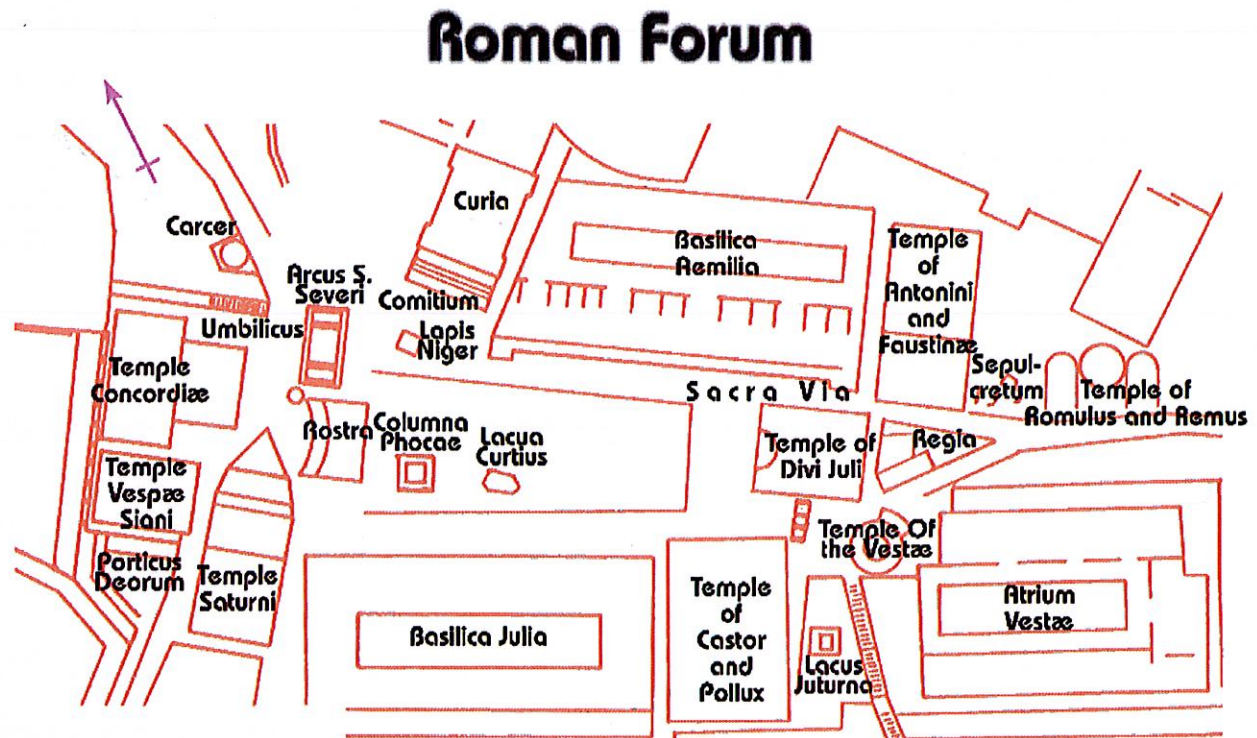 Roman Forum
Carcer
Curia
Basilica
Aemilia
Temple
of
Antonini
and
Faustinæ
Arcus S.
Severi
Comitium
Umbilicus
Lapis
Niger
Temple
Concordiæ
Sepul-
cretum
Temple of
Romulus and Remus
Sacra Via
Rostra
Columna
Phocae
Lacua
Curtius
Temple of
Divi Juli
Regia
Temple
Vespæ
Siani
Temple Of
the Vestæ
Porticus
Deorum
Temple
Saturni
Basilica Julia
Temple
of
Castor
and
Pollux
Lacus
Juturna
Atrium
Vestæ